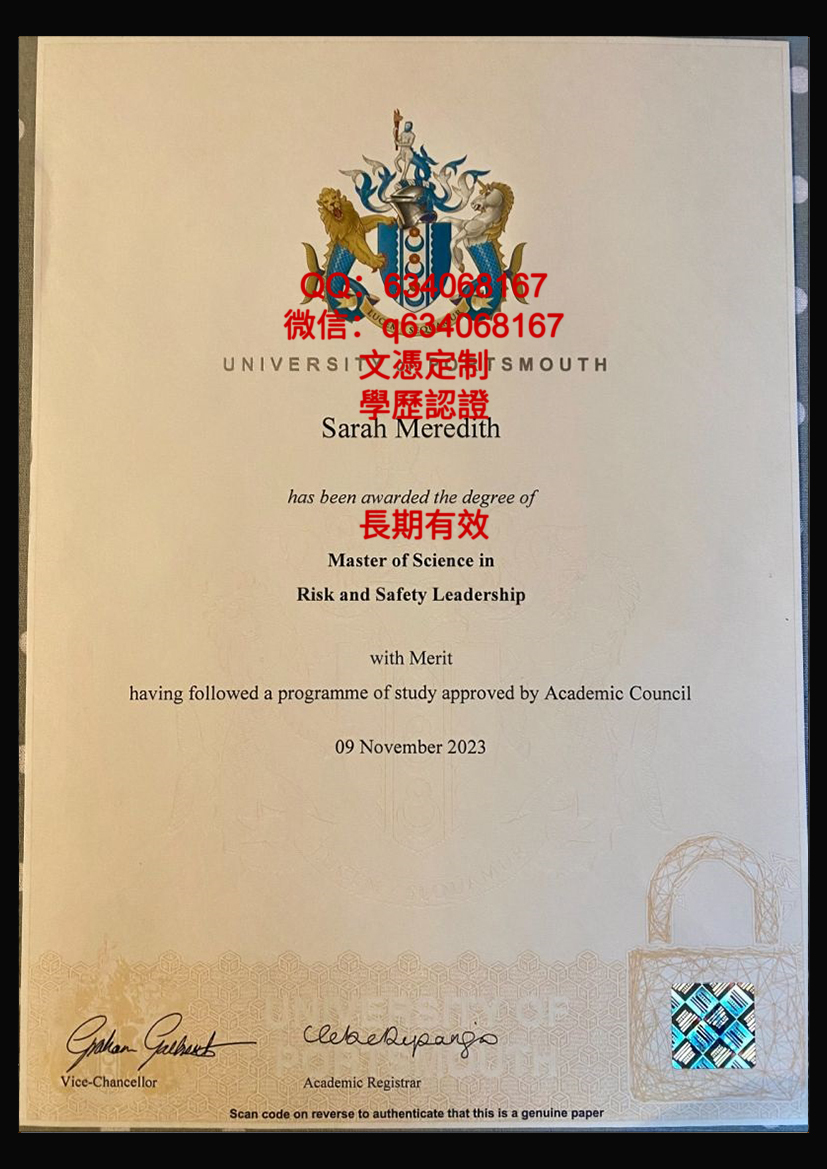 QQ：634068167
微信：q634068167
UNIVERSITY OF PORTSMOUTH
文憑定制
學歷認證
Sarah Meredith
has been awarded the degree of
長期有效
Master of Science in
Risk and Safety Leadership
with Merit
having followed a programme of study approved by Academic Council
09 November 2023
Vice-Chancellor
Academic Registrar
Scan code on reverse to authenticate that this is a genuine paper